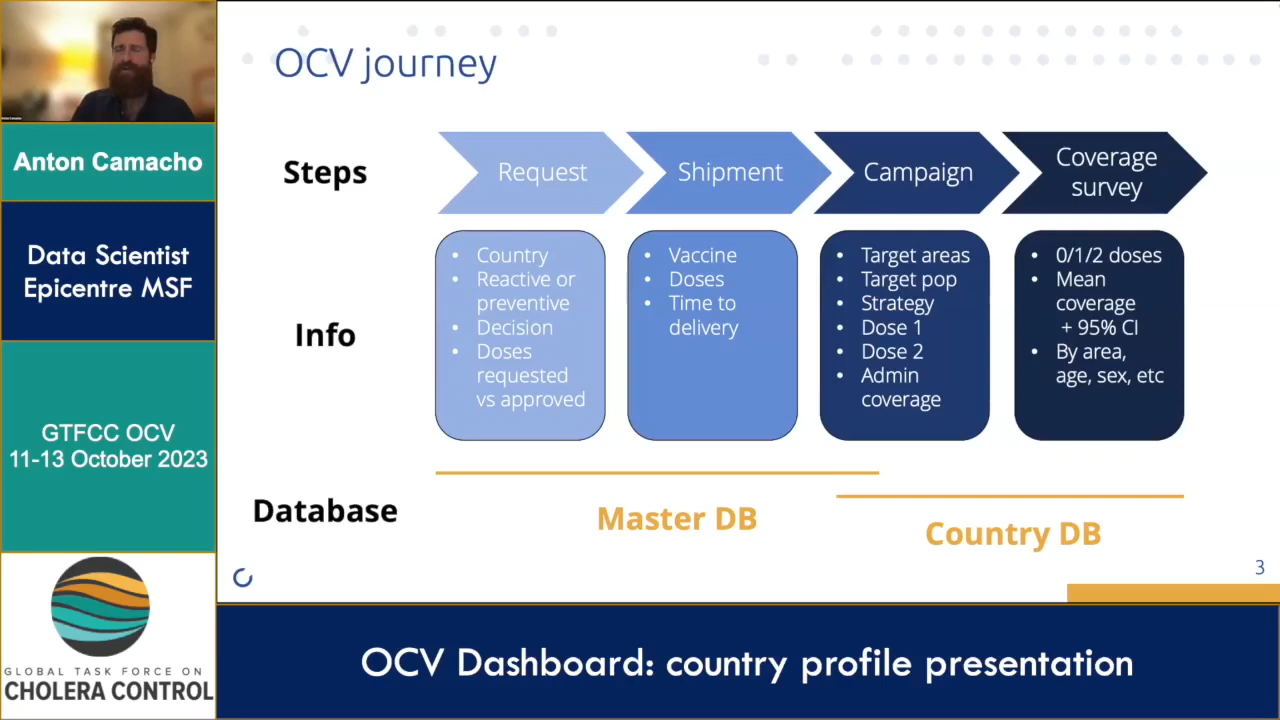 OCV journey
Anton Camacho
Data Scientist
Epicentre MSF
GTFCC OCV
11-13 October 2023
GLOBAL TASK FORCE ON
CHOLERA CONTROL
Steps
Request
Shipment
Campaign
Coverage
survey
Info
• Country
• Reactive or
preventive
• Decision
• Doses
requested
vs approved
• Vaccine
• Doses
• Time to
delivery
• Target areas
• Target pop
• Strategy
• Dose 1
• Dose 2
• Admin
coverage
• 0/1/2 doses
• Mean
coverage
+ 95% CI
• By area,
age, sex, etc
Database
Master DB
Country DB
3
OCV Dashboard: country profile presentation